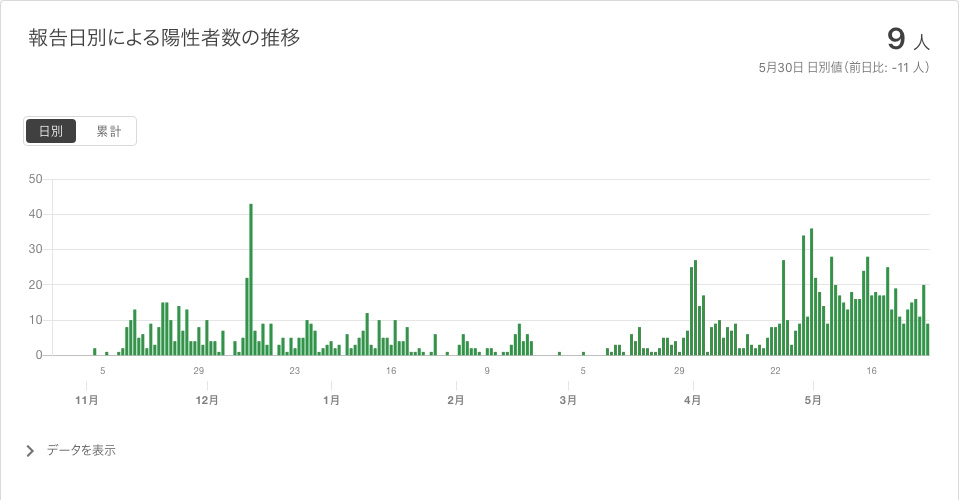 報告日別による陽性者数の推移
9 人
5月30日 日別値（前日比: -11 人）
日別 累計
50
40
30
20
10
0
5 29 23 16 9 5 29 22 16
11月 12月 1月 2月 3月 4月 5月
データを表示